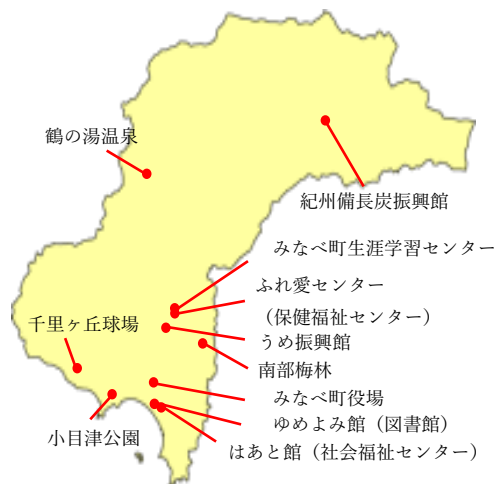 鶴の湯温泉
紀州備長炭振興館
みなべ町生涯学習センター
ふれ愛センター
（保健福祉センター）
千里ヶ丘球場
うめ振興館
南部梅林
みなべ町役場
ゆめよみ館（図書館）
小目津公園
はあと館（社会福祉センター）